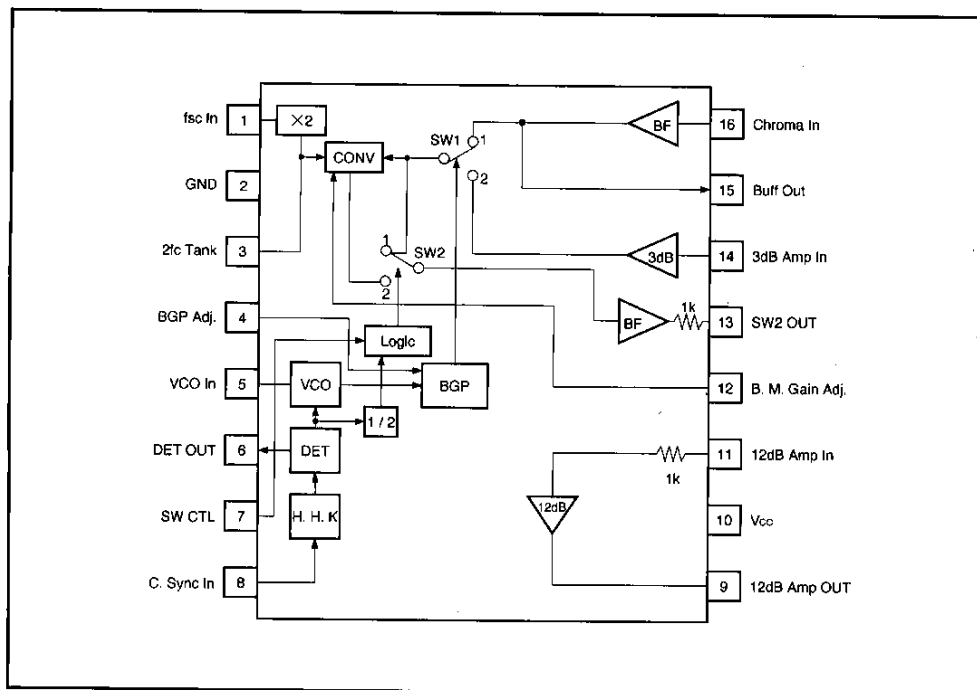 fsc In
1
×2
GND
2
2fc Tank
3
BGP Adj.
4
VCO In
5
DET OUT
6
SW CTL
7
C. Sync In
8
CONV
SW1
1
2
1
SW2
2
Logic
VCO
BGP
1 / 2
DET
H. H. K
BF
16
Chroma In
15
Buff Out
3dB
14
3dB Amp In
BF
1k
13
SW2 OUT
12
B. M. Gain Adj.
11
12dB Amp In
1k
12dB
10
Vcc
9
12dB Amp OUT